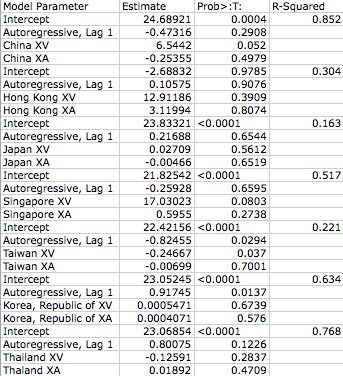 Model Parameter Estimate Prob>:T: R-Squared
Intercept 24.68921 0.0004 0.852
Autoregressive, Lag 1 -0.47316 0.2908
China XV 6.5442 0.052
China XA -0.25355 0.4979
Intercept -2.68832 0.9785 0.304
Autoregressive, Lag 1 0.10575 0.9076
Hong Kong XV 12.91186 0.3909
Hong Kong XA 3.11994 0.8074
Intercept 23.83321 <0.0001 0.163
Autoregressive, Lag 1 0.21688 0.6544
Japan XV 0.02709 0.5612
Japan XA -0.00466 0.6519
Intercept 21.82542 <0.0001 0.517
Autoregressive, Lag 1 -0.25928 0.6595
Singapore XV 17.03023 0.0803
Singapore XA 0.5955 0.2738
Intercept 22.42156 <0.0001 0.221
Autoregressive, Lag 1 -0.82455 0.0294
Taiwan XV -0.24667 0.037
Taiwan XA -0.00699 0.7001
Intercept 23.05245 <0.0001 0.634
Autoregressive, Lag 1 0.91745 0.0137
Korea, Republic of XV 0.0005471 0.6739
Korea, Republic of XA 0.0004071 0.576
Intercept 23.06854 <0.0001 0.768
Autoregressive, Lag 1 0.80075 0.1226
Thailand XV -0.12591 0.2837
Thaland XA 0.01892 0.4709